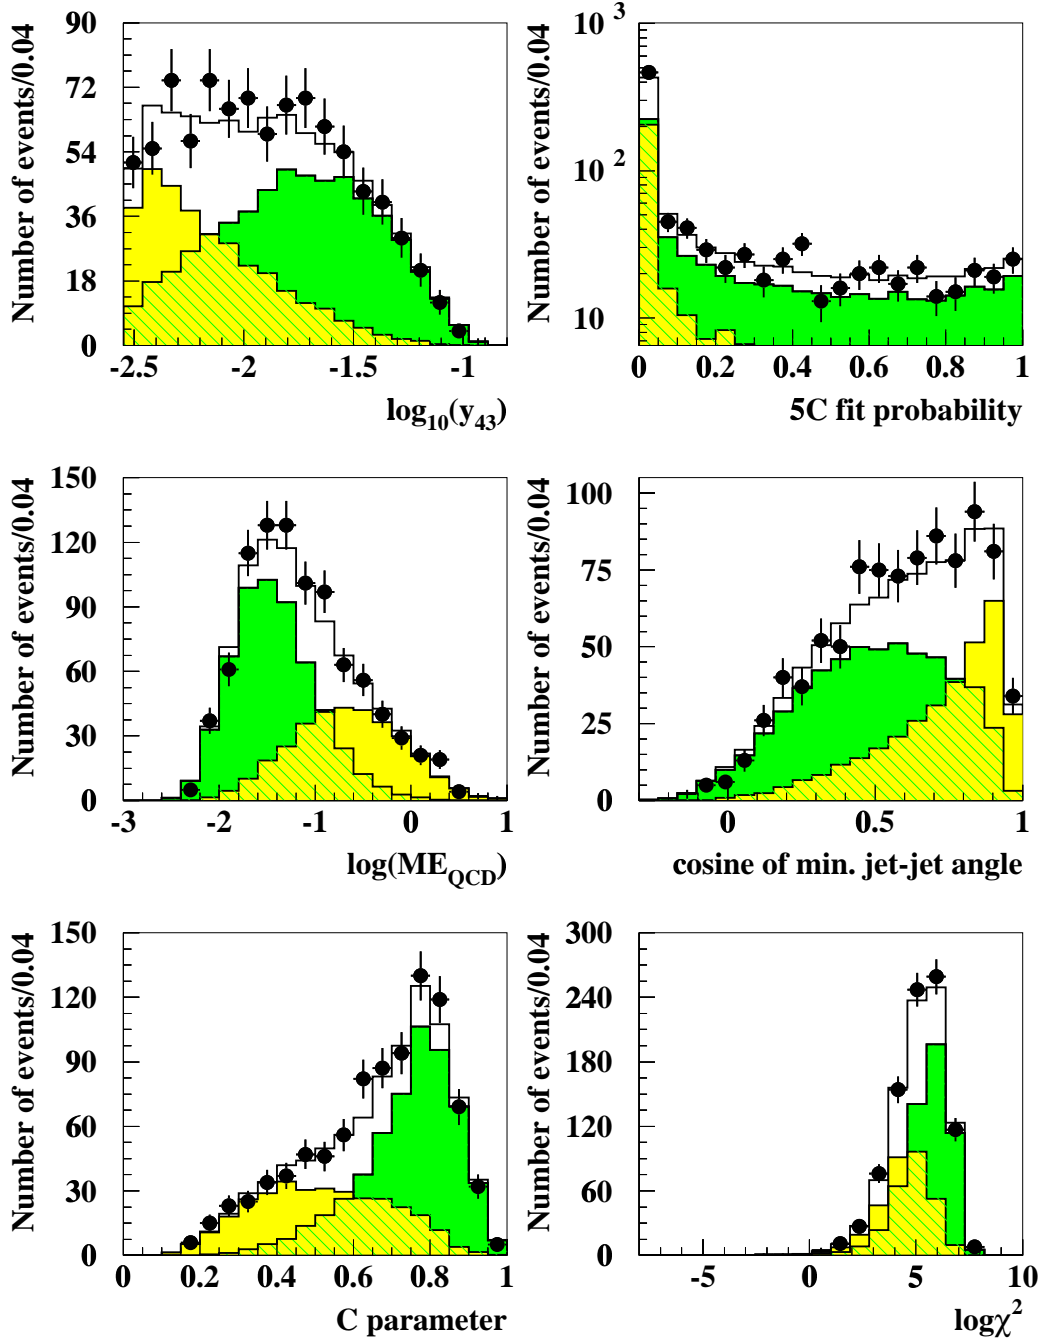 Number of events/0.04
90
72
54
36
18
0
-2.5 -2 -1.5 -1
log10(y43)
Number of events/0.04
10 3
10 2
10
0 0.2 0.4 0.6 0.8 1
5C fit probability
Number of events/0.04
150
120
90
60
30
0
-3 -2 -1 0 1
log(MEQCD)
Number of events/0.04
100
75
50
25
0
0 0.5 1
cosine of min. jet-jet angle
Number of events/0.04
150
120
90
60
30
0
0 0.2 0.4 0.6 0.8 1
C parameter
Number of events/0.04
300
240
180
120
60
0
-5 0 5 10
logχ2